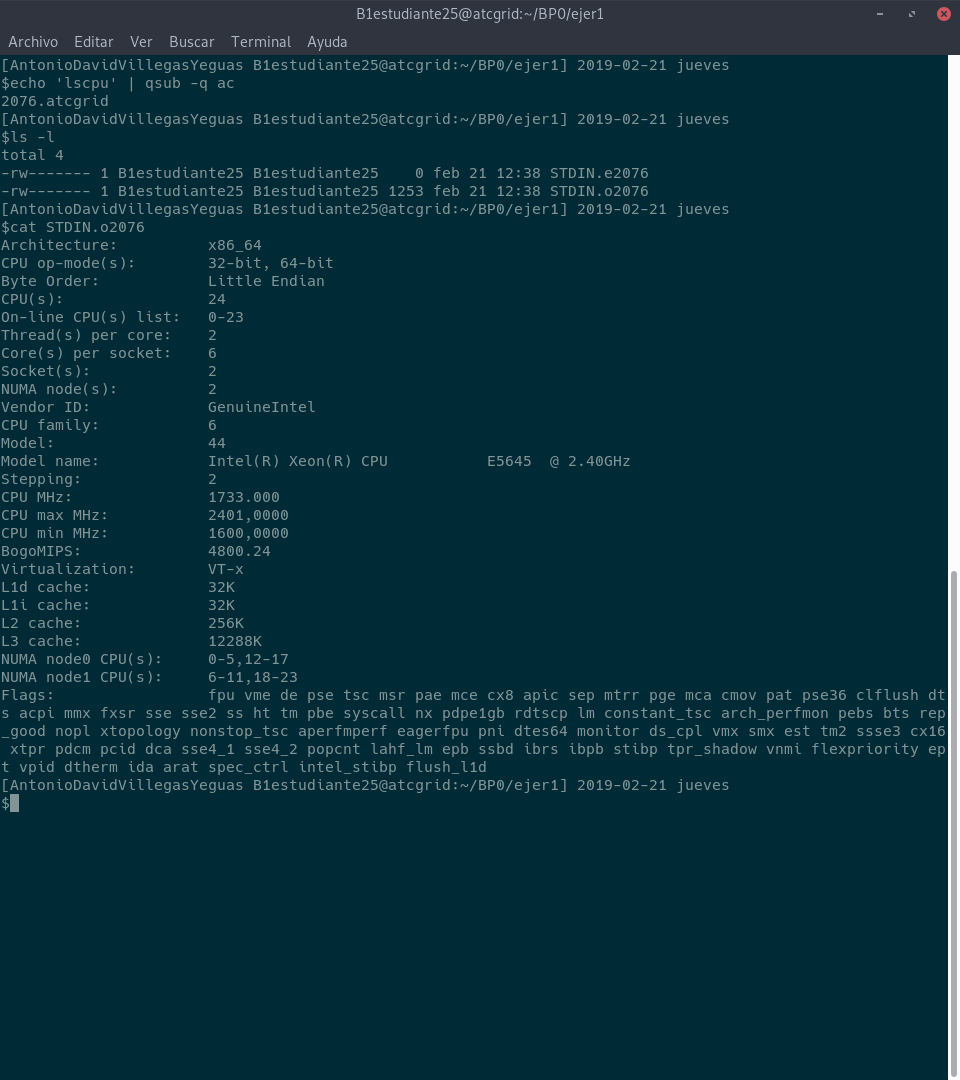 B1estudiante25@atcgrid:~/BP0/ejer1
Archivo Editar Ver Buscar Terminal Ayuda
[AntonioDavidVillegasYeguas B1estudiante25@atcgrid:~/BP0/ejer1] 2019-02-21 jueves
$echo 'lscpu' | qsub -q ac
2076.atcgrid
[AntonioDavidVillegasYeguas B1estudiante25@atcgrid:~/BP0/ejer1] 2019-02-21 jueves
$ls -l
total 4
-rw------- 1 B1estudiante25 B1estudiante25    0 feb 21 12:38 STDIN.e2076
-rw------- 1 B1estudiante25 B1estudiante25 1253 feb 21 12:38 STDIN.o2076
[AntonioDavidVillegasYeguas B1estudiante25@atcgrid:~/BP0/ejer1] 2019-02-21 jueves
$cat STDIN.o2076
Architecture:          x86_64
CPU op-mode(s):        32-bit, 64-bit
Byte Order:            Little Endian
CPU(s):                24
On-line CPU(s) list:   0-23
Thread(s) per core:    2
Core(s) per socket:    6
Socket(s):             2
NUMA node(s):          2
Vendor ID:             GenuineIntel
CPU family:            6
Model:                 44
Model name:            Intel(R) Xeon(R) CPU           E5645  @ 2.40GHz
Stepping:              2
CPU MHz:               1733.000
CPU max MHz:           2401,0000
CPU min MHz:           1600,0000
BogoMIPS:              4800.24
Virtualization:        VT-x
L1d cache:             32K
L1i cache:             32K
L2 cache:              256K
L3 cache:              12288K
NUMA node0 CPU(s):     0-5,12-17
NUMA node1 CPU(s):     6-11,18-23
Flags:                 fpu vme de pse tsc msr pae mce cx8 apic sep mtrr pge mca cmov pat pse36 clflush dt
s acpi mmx fxsr sse sse2 ss ht tm pbe syscall nx pdpe1gb rdtscp lm constant_tsc arch_perfmon pebs bts rep
_good nopl xtopology nonstop_tsc aperfmperf eagerfpu pni dtes64 monitor ds_cpl vmx smx est tm2 ssse3 cx16
 xtpr pdcm pcid dca sse4_1 sse4_2 popcnt lahf_lm epb ssbd ibrs ibpb stibp tpr_shadow vnmi flexpriority ep
t vpid dtherm ida arat spec_ctrl intel_stibp flush_l1d
[AntonioDavidVillegasYeguas B1estudiante25@atcgrid:~/BP0/ejer1] 2019-02-21 jueves
$